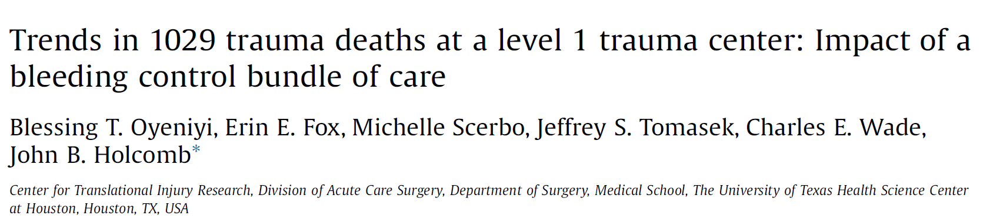 Trends in 1029 trauma deaths at a level 1 trauma center: Impact of a
bleeding control bundle of care
Blessing T. Oyeniyi, Erin E. Fox, Michelle Scerbo, Jeffrey S. Tomasek, Charles E. Wade,
John B. Holcomb*
Center for Translational Injury Research, Division of Acute Care Surgery, Department of Surgery, Medical School, The University of Texas Health Science Center
at Houston, Houston, TX, USA